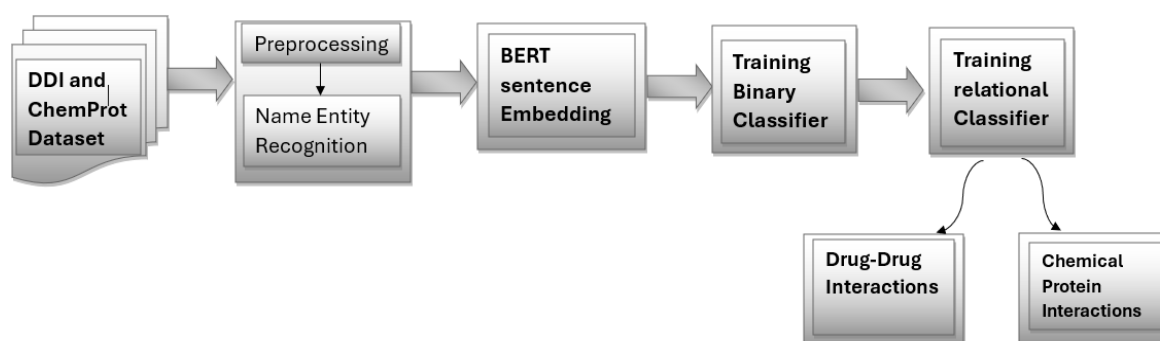 DDI and
ChemProt
Dataset
Preprocessing
Name Entity
Recognition
BERT
sentence
Embedding
Training
Binary
Classifier
Training
relational
Classifier
Drug-Drug
Interactions
Chemical
Protein
Interactions